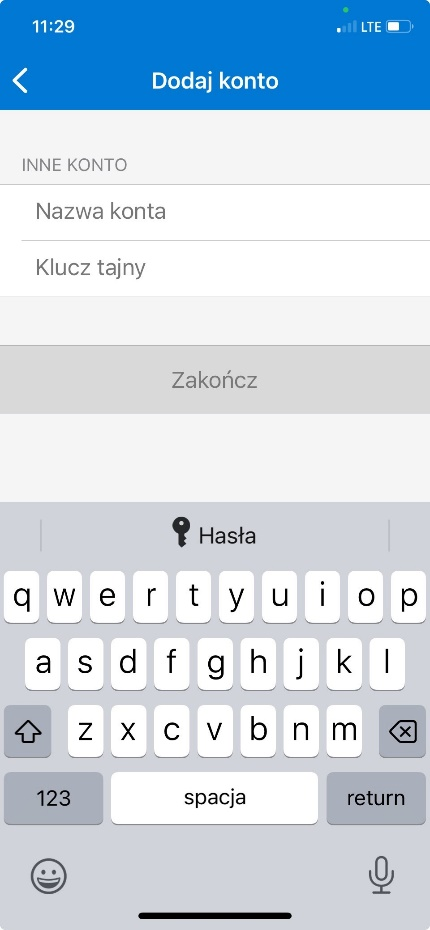 11:29 LTE
Dodaj konto
INNE KONTO
Nazwa konta
Klucz tajny
Zakończ
Hasła
q w e r t y u i o p
a s d f g h j k l
z x c v b n m
123 spacja return